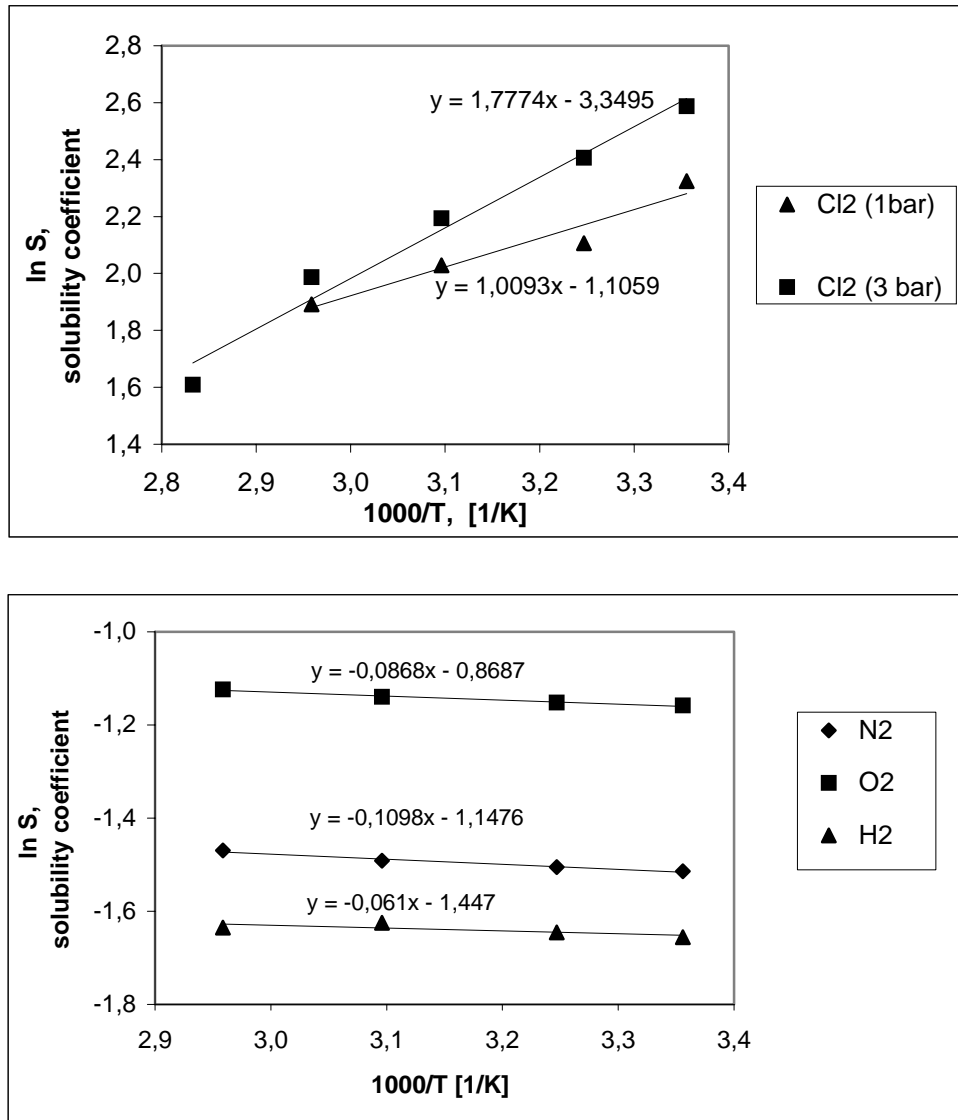 2,8
2,6
2,4
2,2
2,0
1,8
1,6
1,4
ln S,
solubility coefficient
y = 1,7774x - 3,3495
y = 1,0093x - 1,1059
2,8 2,9 3,0 3,1 3,2 3,3 3,4
1000/T, [1/K]
Cl2 (1bar)
Cl2 (3 bar)
-1,0
-1,2
-1,4
-1,6
-1,8
ln S,
solubility coefficient
y = -0,0868x - 0,8687
y = -0,1098x - 1,1476
y = -0,061x - 1,447
2,9 3,0 3,1 3,2 3,3 3,4
1000/T [1/K]
N2
O2
H2